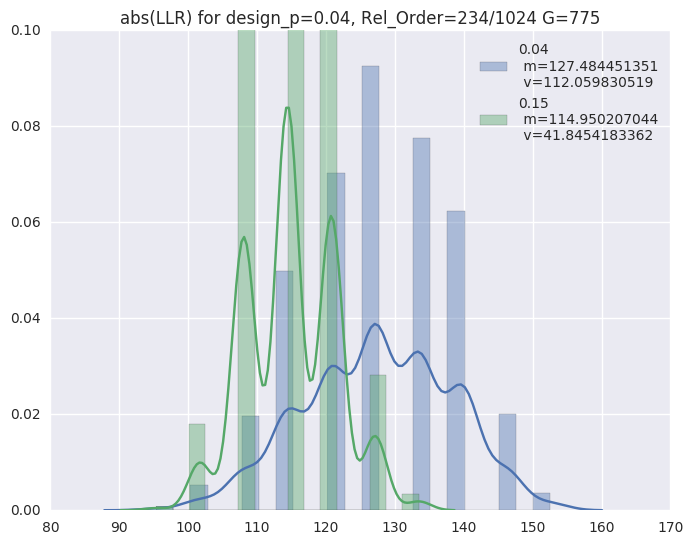 abs(LLR) for design_p=0.04, Rel_Order=234/1024 G=775
0.10
0.08
0.06
0.04
0.02
0.00
0.04
m=127.484451351
v=112.059830519
0.15
m=114.950207044
v=41.8454183362
80 90 100 110 120 130 140 150 160 170